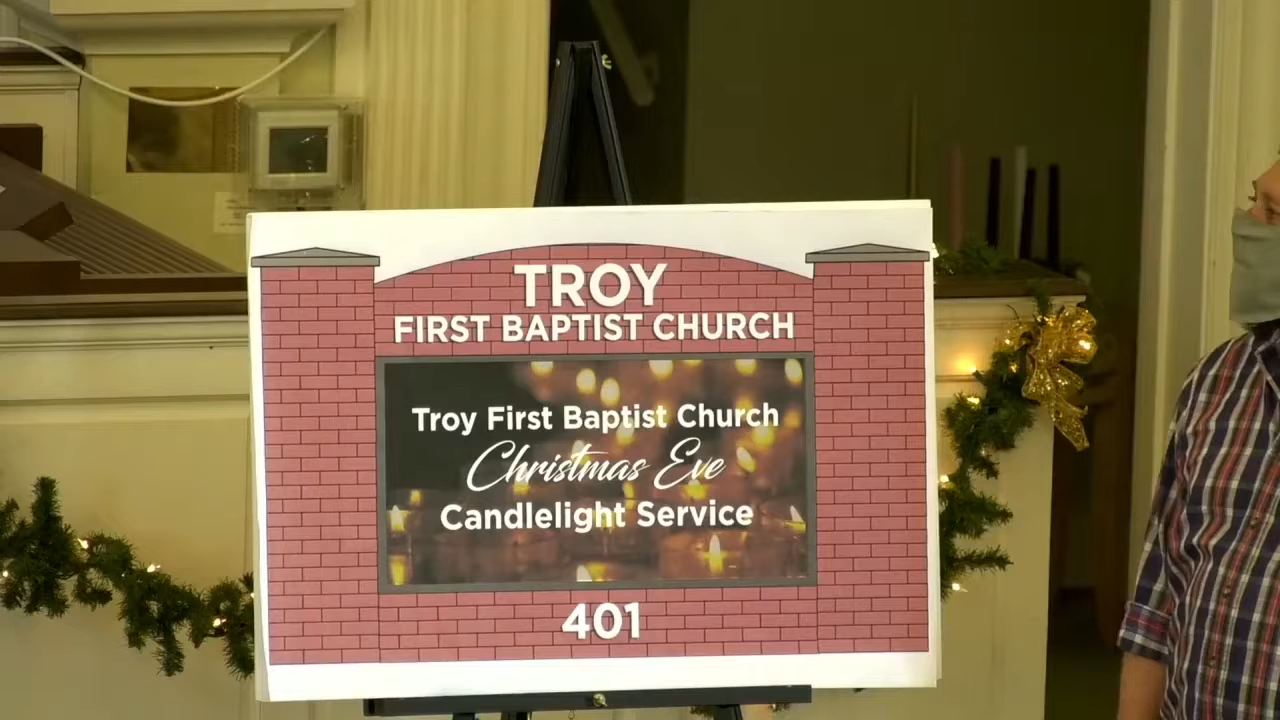 TROY
FIRST BAPTIST CHURCH
Troy First Baptist Church
Christmas Eve
Candlelight Service
401